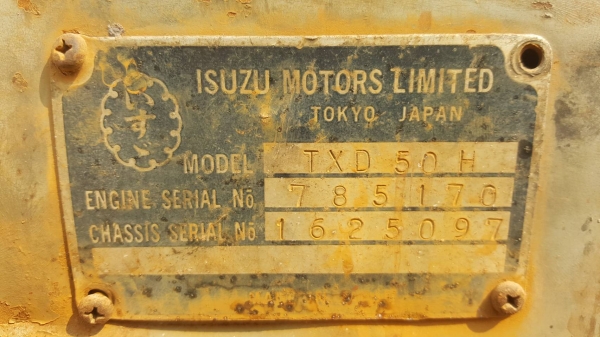 いすゞ
ISUZU MOTORS LIMITED
TOKYO JAPAN
MODEL TXD 50 H
ENGINE SERIAL No 785170
CHASSIS SERIAL No 1625097